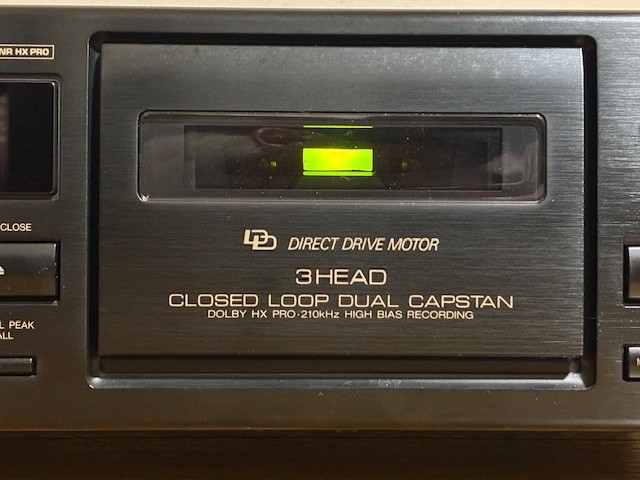 NR HX PRO
CLOSE
L PEAK
ALL
DD DIRECT DRIVE MOTOR
3HEAD
CLOSED LOOP DUAL CAPSTAN
DOLBY HX PRO·210kHz HIGH BIAS RECORDING